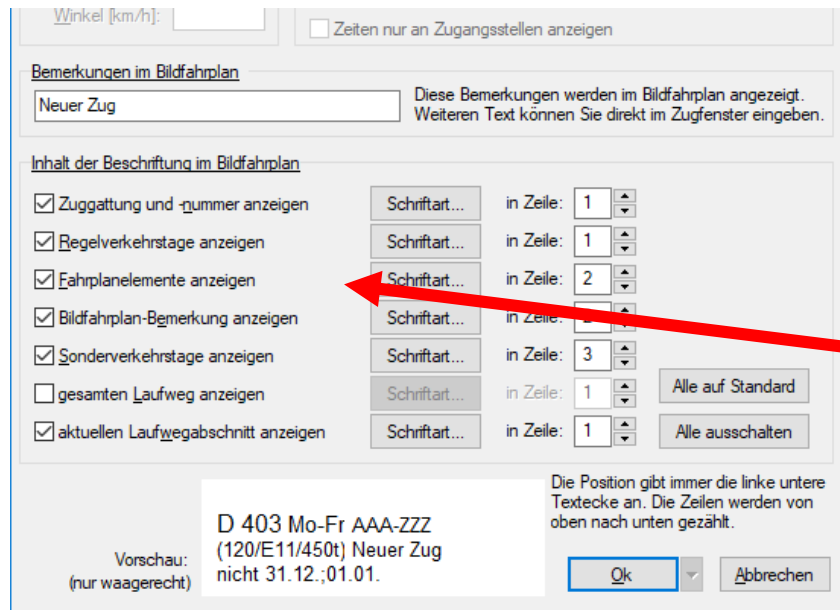 Winkel [km/h]:
Zeiten nur an Zugangsstellen anzeigen
Bemerkungen im Bildfahrplan
Neuer Zug
Diese Bemerkungen werden im Bildfahrplan angezeigt.
Weiteren Text können Sie direkt im Zugfenster eingeben.
Inhalt der Beschriftung im Bildfahrplan
Zuggattung und -nummer anzeigen Schriftart... in Zeile: 1
Regelverkehrstage anzeigen Schriftart... in Zeile: 1
Fahrplanelemente anzeigen Schriftart... in Zeile: 2
Bildfahrplan-Bemerkung anzeigen Schriftart... in Zeile:
Sonderverkehrstage anzeigen Schriftart... in Zeile: 3
gesamten Laufweg anzeigen Schriftart... in Zeile: 1 Alle auf Standard
aktuellen Laufwegabschnitt anzeigen Schriftart... in Zeile: 1 Alle ausschalten
Die Position gibt immer die linke untere
Textecke an. Die Zeilen werden von
oben nach unten gezählt.
Vorschau:
(nur waagerecht)
D 403 Mo-Fr AAA-ZZZ
(120/E11/450t) Neuer Zug
nicht 31.12.;01.01.
Ok Abbrechen